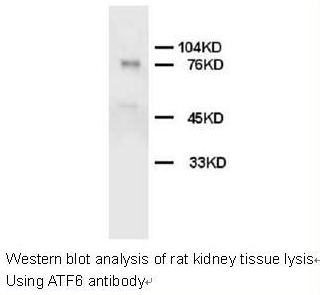 104KD
76KD
45KD
33KD
Western blot analysis of rat kidney tissue lysis↵
Using ATF6 antibody↵